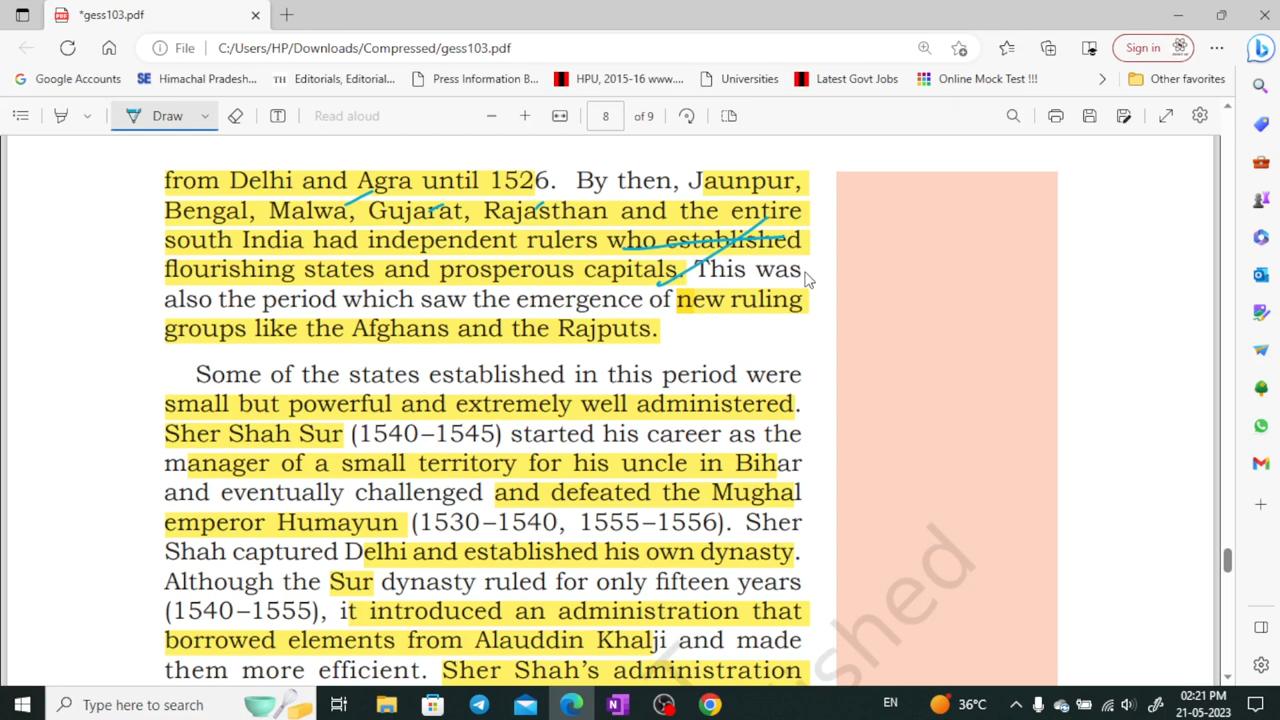 *gess103.pdf
File C:/Users/HP/Downloads/Compressed/gess103.pdf Sign in
Google Accounts SE Himachal Pradesh... TH Editorials, Editorial... Press Information B... HPU, 2015-16 www.... Universities Latest Govt Jobs Online Mock Test !!! Other favorites
Draw Read aloud 8 of 9
from Delhi and Agra until 1526. By then, Jaunpur,
Bengal, Malwa, Gujarat, Rajasthan and the entire
south India had independent rulers who established
flourishing states and prosperous capitals. This was
also the period which saw the emergence of new ruling
groups like the Afghans and the Rajputs.
Some of the states established in this period were
small but powerful and extremely well administered.
Sher Shah Sur (1540–1545) started his career as the
manager of a small territory for his uncle in Bihar
and eventually challenged and defeated the Mughal
emperor Humayun (1530–1540, 1555–1556). Sher
Shah captured Delhi and established his own dynasty.
Although the Sur dynasty ruled for only fifteen years
(1540–1555), it introduced an administration that
borrowed elements from Alauddin Khalji and made
them more efficient. Sher Shah's administration
Type here to search EN 36°C 02:21 PM
21-05-2023